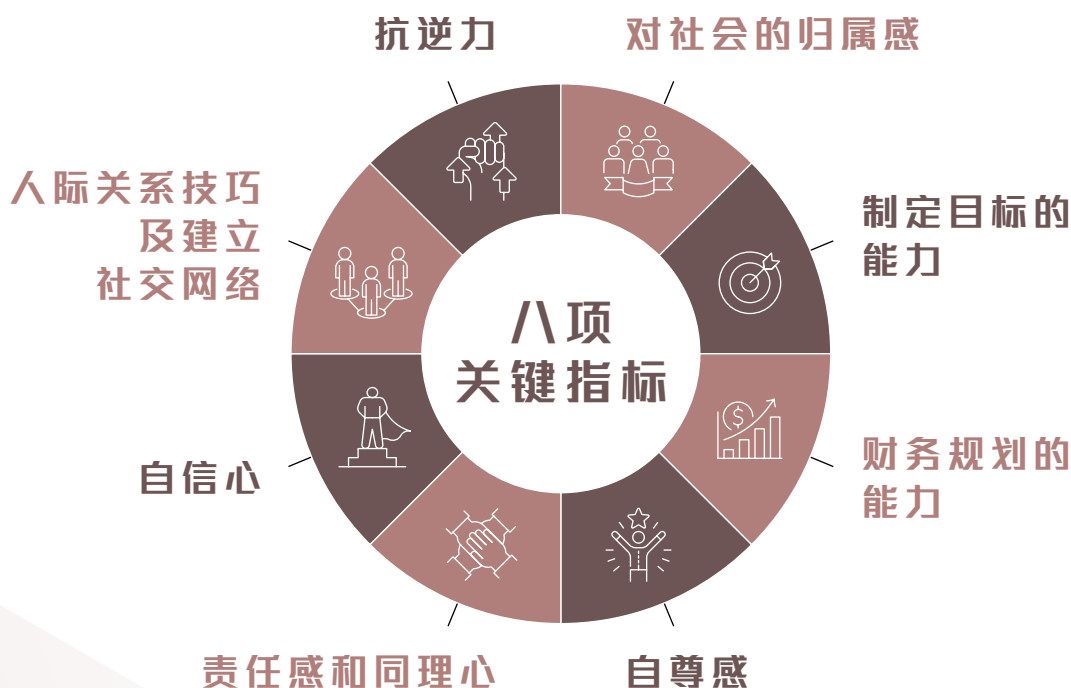 抗逆力
对社会的归属感
人际关系技巧
及建立
社交网络
制定目标的
能力
八项
关键指标
自信心
财务规划的
能力
责任感和同理心
自尊感
$